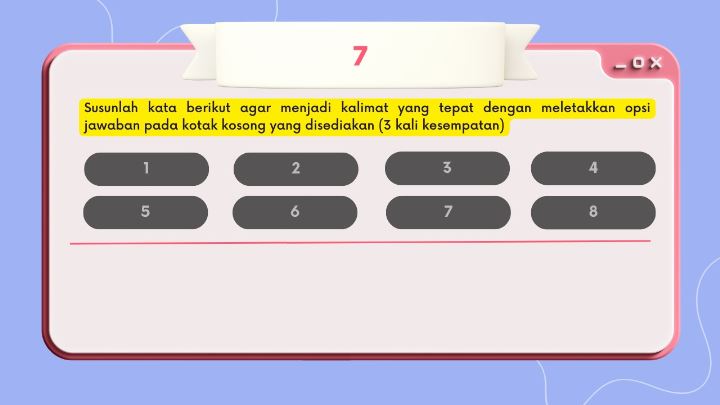 7
Susunlah kata berikut agar menjadi kalimat yang tepat dengan meletakkan opsi
jawaban pada kotak kosong yang disediakan (3 kali kesempatan)
1 2 3 4
5 6 7 8